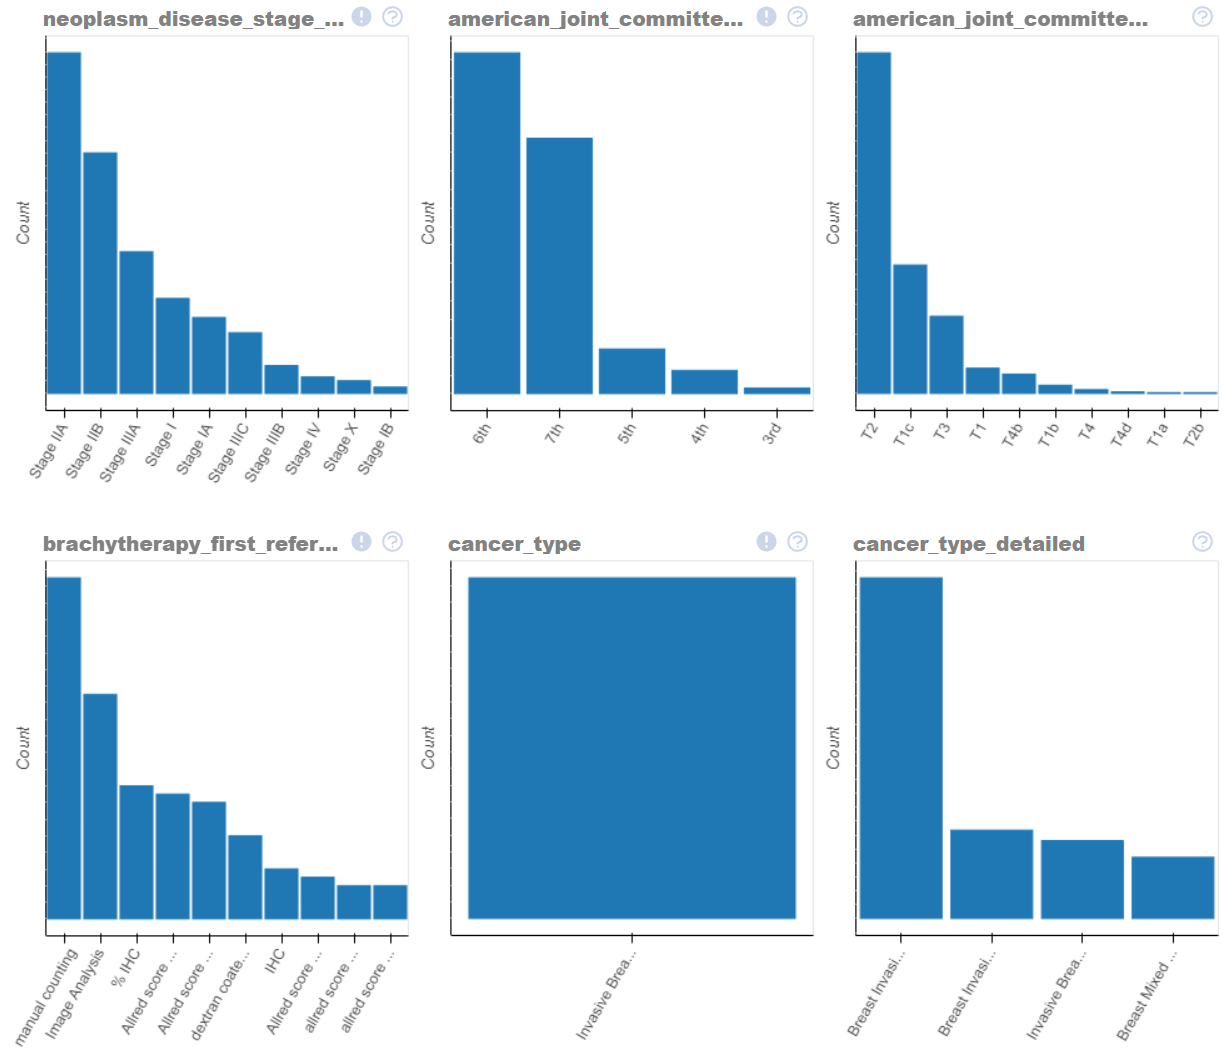 neoplasm_disease_stage_...
american_joint_committe...
american_joint_committe...
Count
Stage IIA
Stage IIB
Stage IIIA
Stage I
Stage IA
Stage IIIC
Stage IIIB
Stage IV
Stage X
Stage IB
Count
6th
7th
5th
4th
3rd
Count
T2
T1c
T3
T1
T4b
T1b
T4
T4d
T1a
T2b
brachytherapy_first_refer...
cancer_type
cancer_type_detailed
Count
manual counting
Image Analysis
% IHC
Allred score ...
Allred score ...
dextran coate...
IHC
Allred score ...
allred score ...
allred score ...
Count
Invasive Brea...
Count
Breast Invasi...
Breast Invasi...
Invasive Brea...
Breast Mixed ...